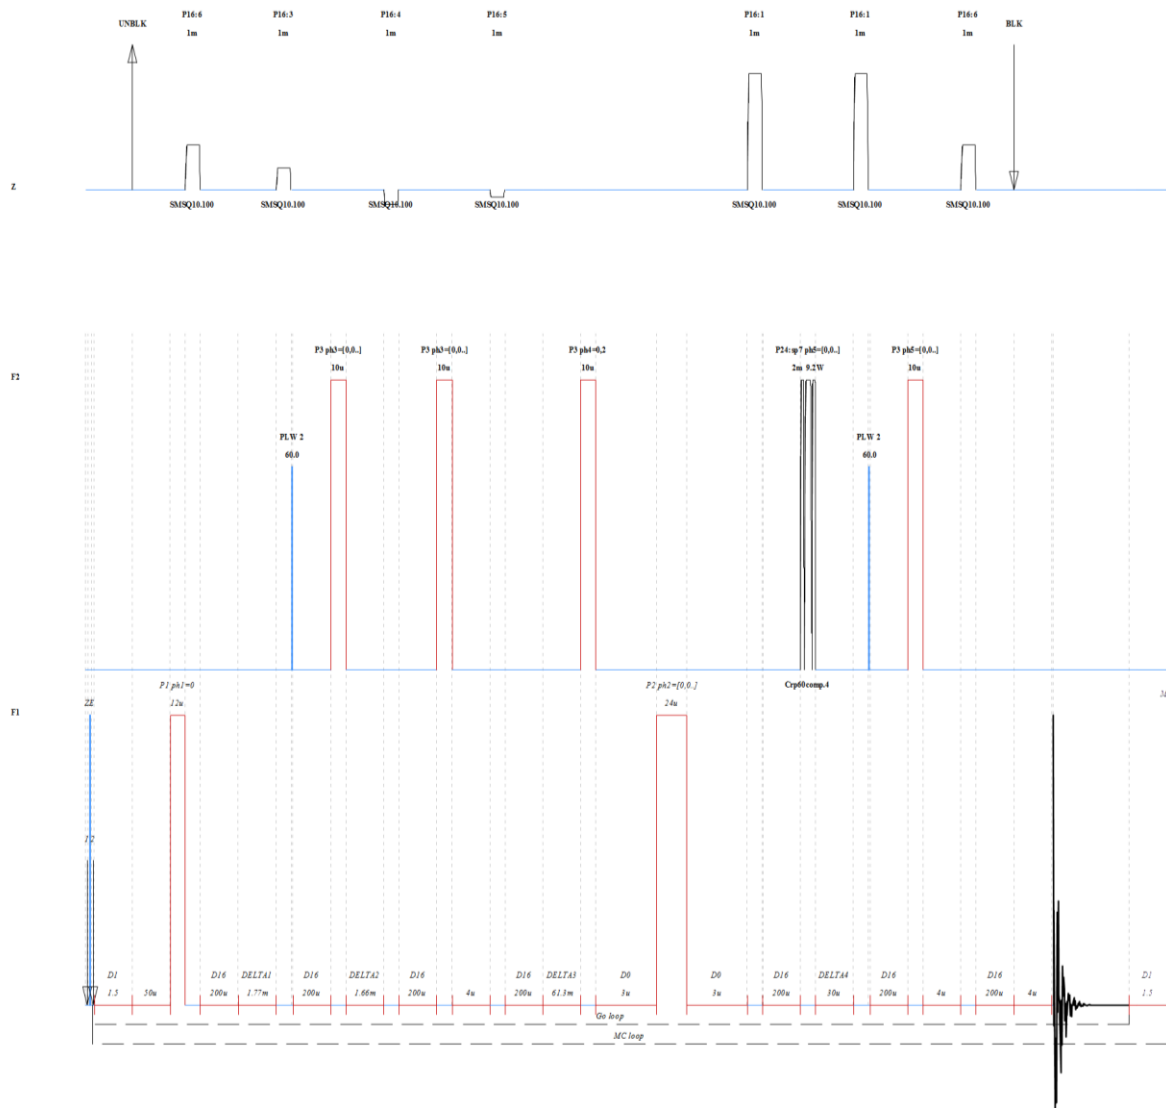 P16:6 P16:3 P16:4 P16:5 P16:1 P16:1 P16:6
UNBLK BLK
1m 1m 1m 1m 1m 1m 1m
Z
SMSQ10.100 SMSQ10.100 SMSQ10.100 SMSQ10.100 SMSQ10.100 SMSQ10.100 SMSQ10.100
P3 ph3=[0,0..] P3 ph3=[0,0..] P3 ph4=0,2 P24:sp7 ph5=[0,0..] P3 ph5=[0,0..]
10u 10u 10u 2m 9.2W 10u
F2
PLW 2 PLW 2
60.0 60.0
P1 ph1=0 P2 ph2=[0,0..] Crp60comp.4
ZE 12u 24u
F1
D1 D16 DELTA1 D16 DELTA2 D16 D16 DELTA3 D0 D0 D16 DELTA4 D16 D16 D1
1.5 50u 200u 1.77m 200u 1.66m 200u 4u 200u 61.3m 3u 3u 200u 30u 200u 4u 200u 4u 1.5
Go loop
MC loop